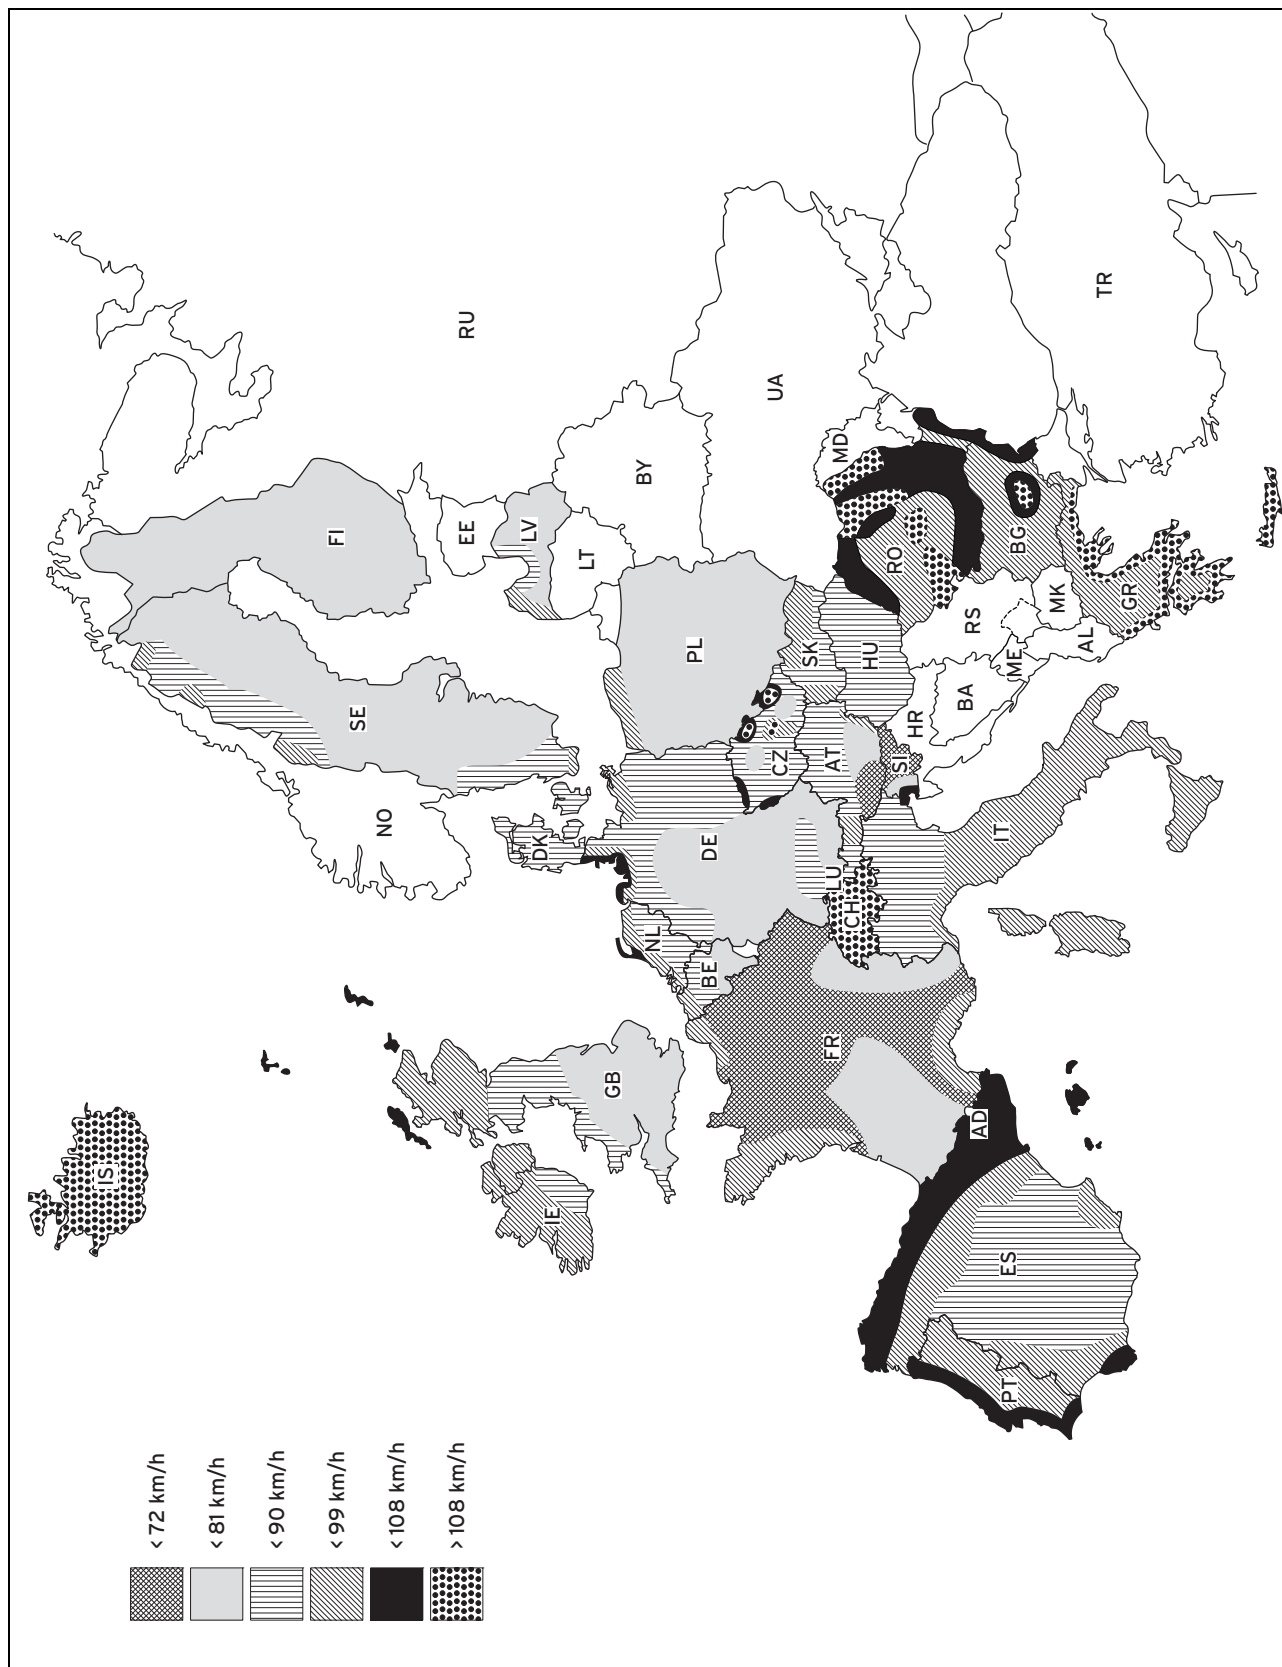 < 72 km/h
< 81 km/h
< 90 km/h
< 99 km/h
<108 km/h
>108 km/h
IS
NO
SE
FI
RU
EE
LV
LT
DK
IE
GB
NL
BE
DE
PL
BY
UA
LU
CZ
SK
MD
FR
CH
AT
HU
RO
SI
HR
BA
RS
ME
MK
AL
BG
GR
TR
IT
AD
ES
PT